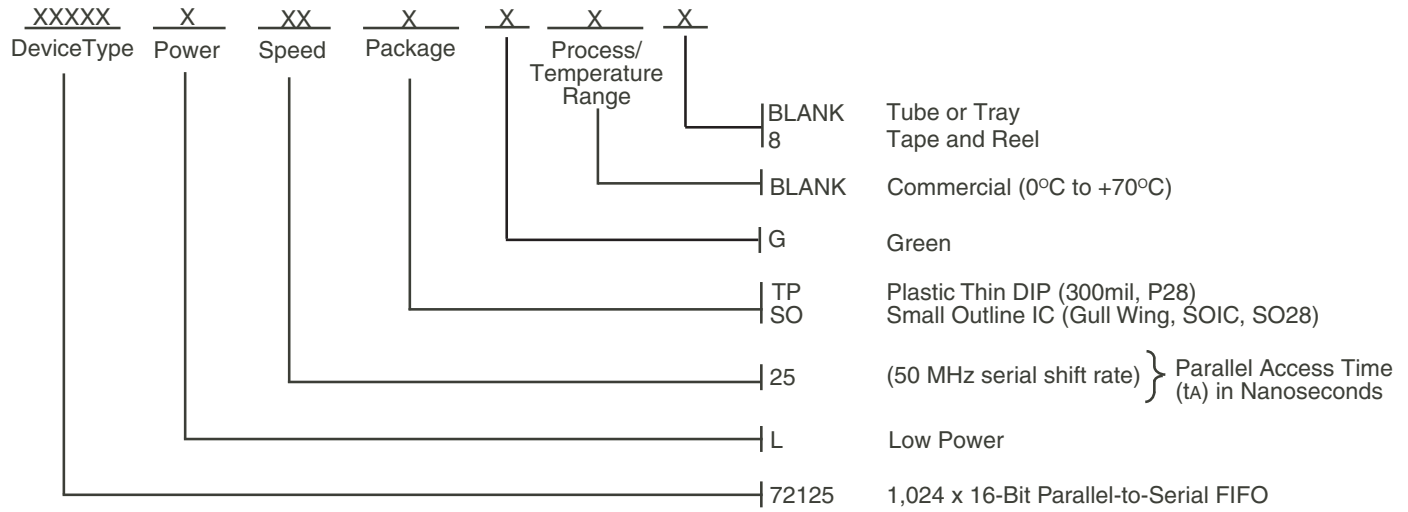 XXXXX X XX X X X X
DeviceType Power Speed Package Process/
Temperature
Range
BLANK Tube or Tray
8 Tape and Reel
BLANK Commercial (0°C to +70°C)
G Green
TP Plastic Thin DIP (300mil, P28)
SO Small Outline IC (Gull Wing, SOIC, SO28)
25 (50 MHz serial shift rate) } Parallel Access Time
(tA) in Nanoseconds
L Low Power
72125 1,024 x 16-Bit Parallel-to-Serial FIFO